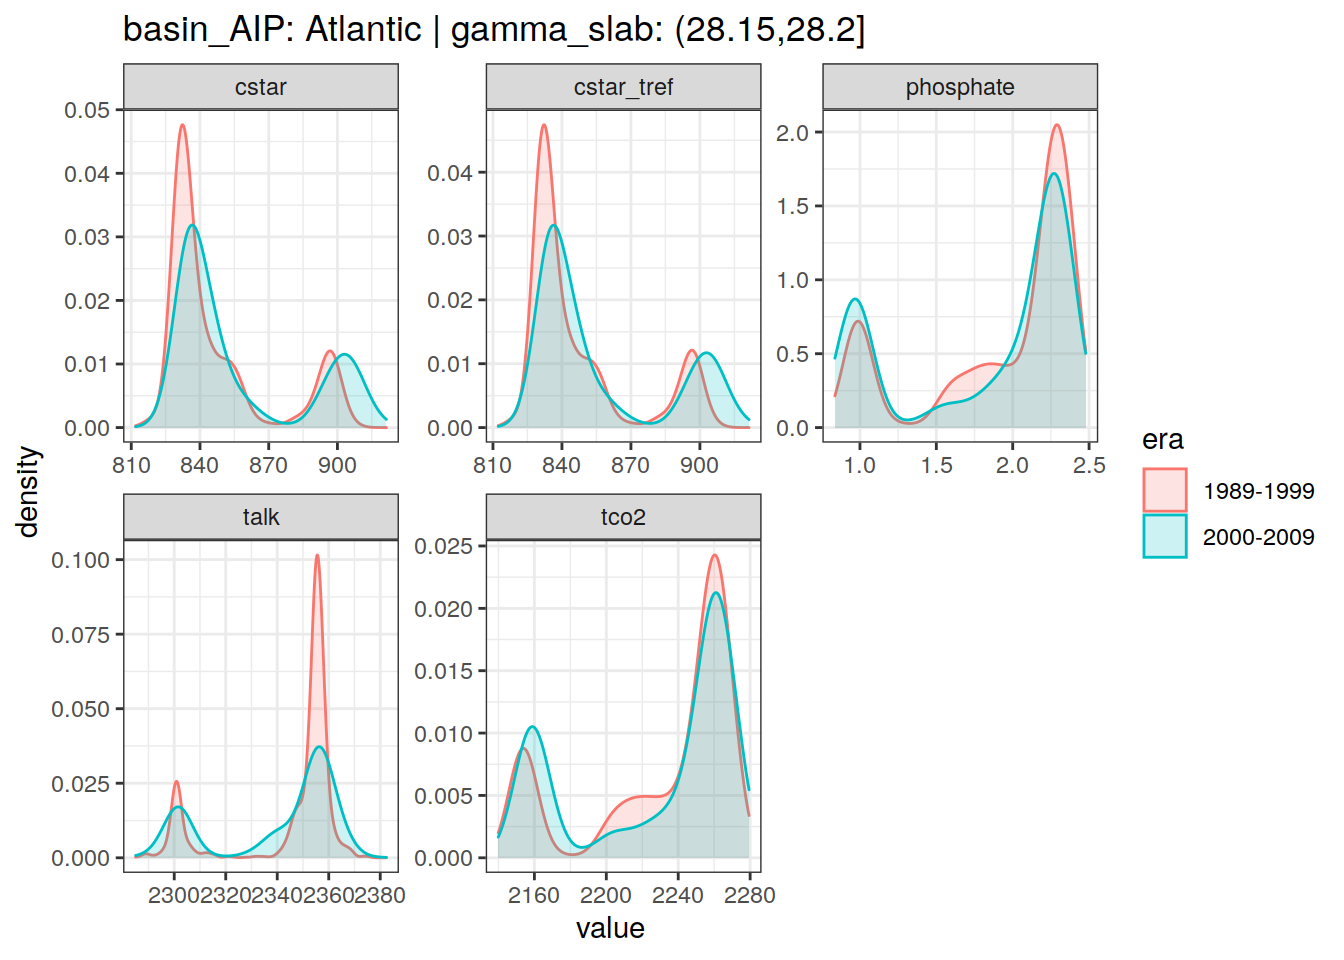 basin_AIP: Atlantic | gamma_slab: (28.15,28.2]
cstar
cstar_tref
phosphate
0.05
0.04
0.03
0.02
0.01
0.00
810 840 870 900
0.04
0.03
0.02
0.01
0.00
810 840 870 900
2.0
1.5
1.0
0.5
0.0
1.0 1.5 2.0 2.5
density
talk
tco2
0.100
0.075
0.050
0.025
0.000
2300 2320 2340 2360 2380
0.025
0.020
0.015
0.010
0.005
0.000
2160 2200 2240 2280
value
era
1989-1999
2000-2009